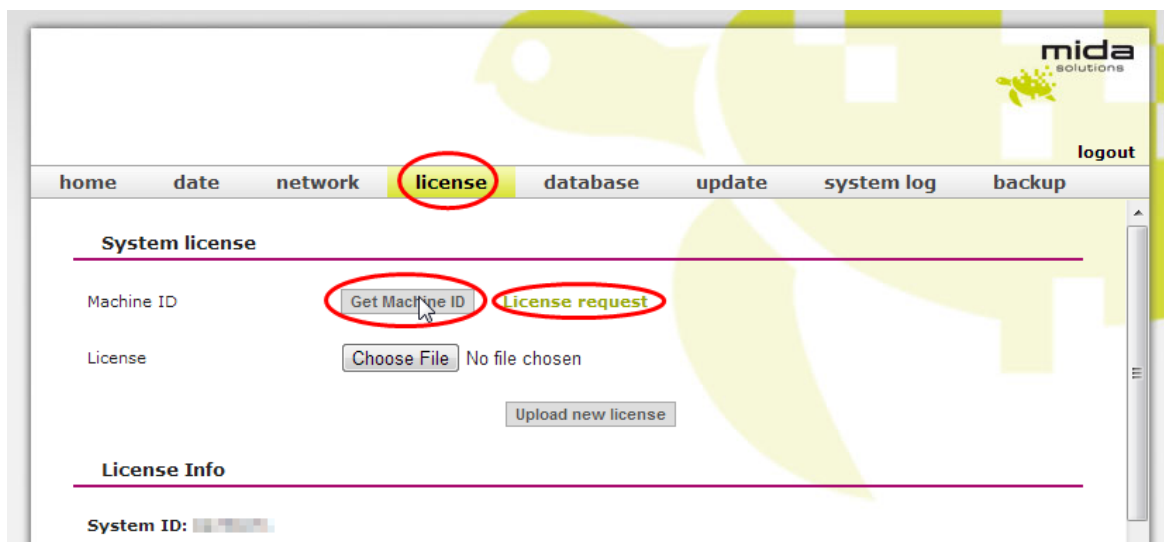 mida
solutions
logout
home date network license database update system log backup
System license
Machine ID Get Machine ID License request
License Choose File No file chosen
Upload new license
License Info
System ID: